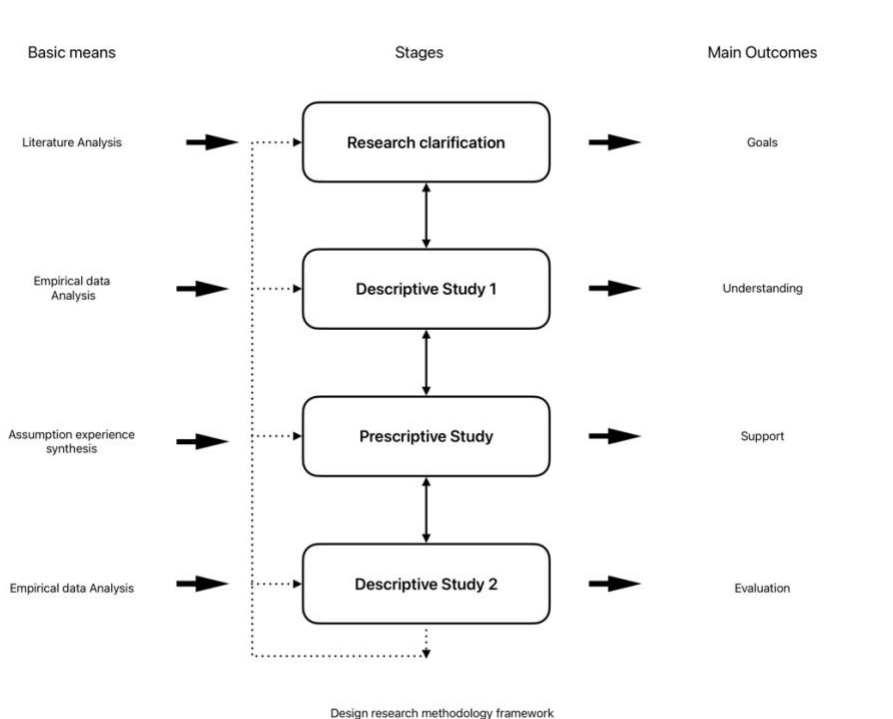 Basic means
Stages
Main Outcomes
Literature Analysis
Research clarification
Goals
Empirical data
Analysis
Descriptive Study 1
Understanding
Assumption experience
synthesis
Prescriptive Study
Support
Empirical data Analysis
Descriptive Study 2
Evaluation
Design research methodology framework